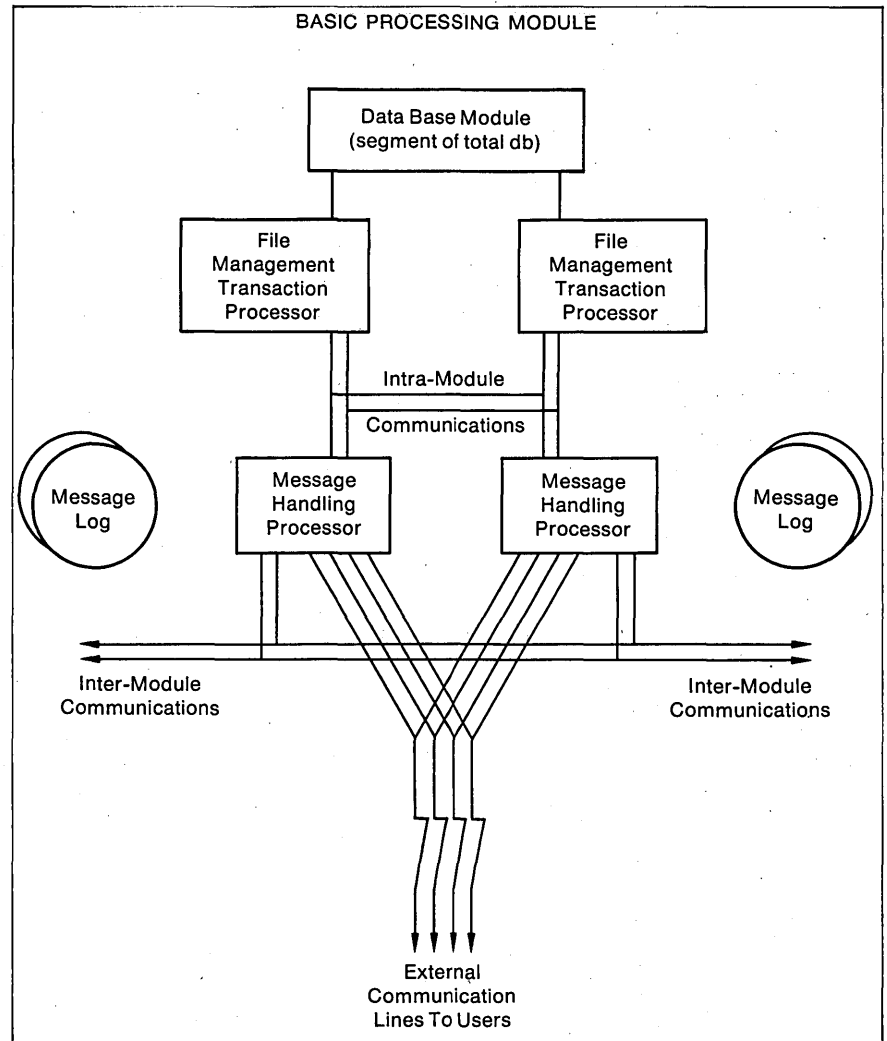 BASIC PROCESSING MODULE
Data Base Module
(segment of total db)
File
Management
Transaction
Processor
File
Management
Transaction
Processor
Intra-Module
Communications
Message
Log
Message
Handling
Processor
Message
Handling
Processor
Message
Log
Inter-Module
Communications
Inter-Module
Communications
External
Communication
Lines To Users